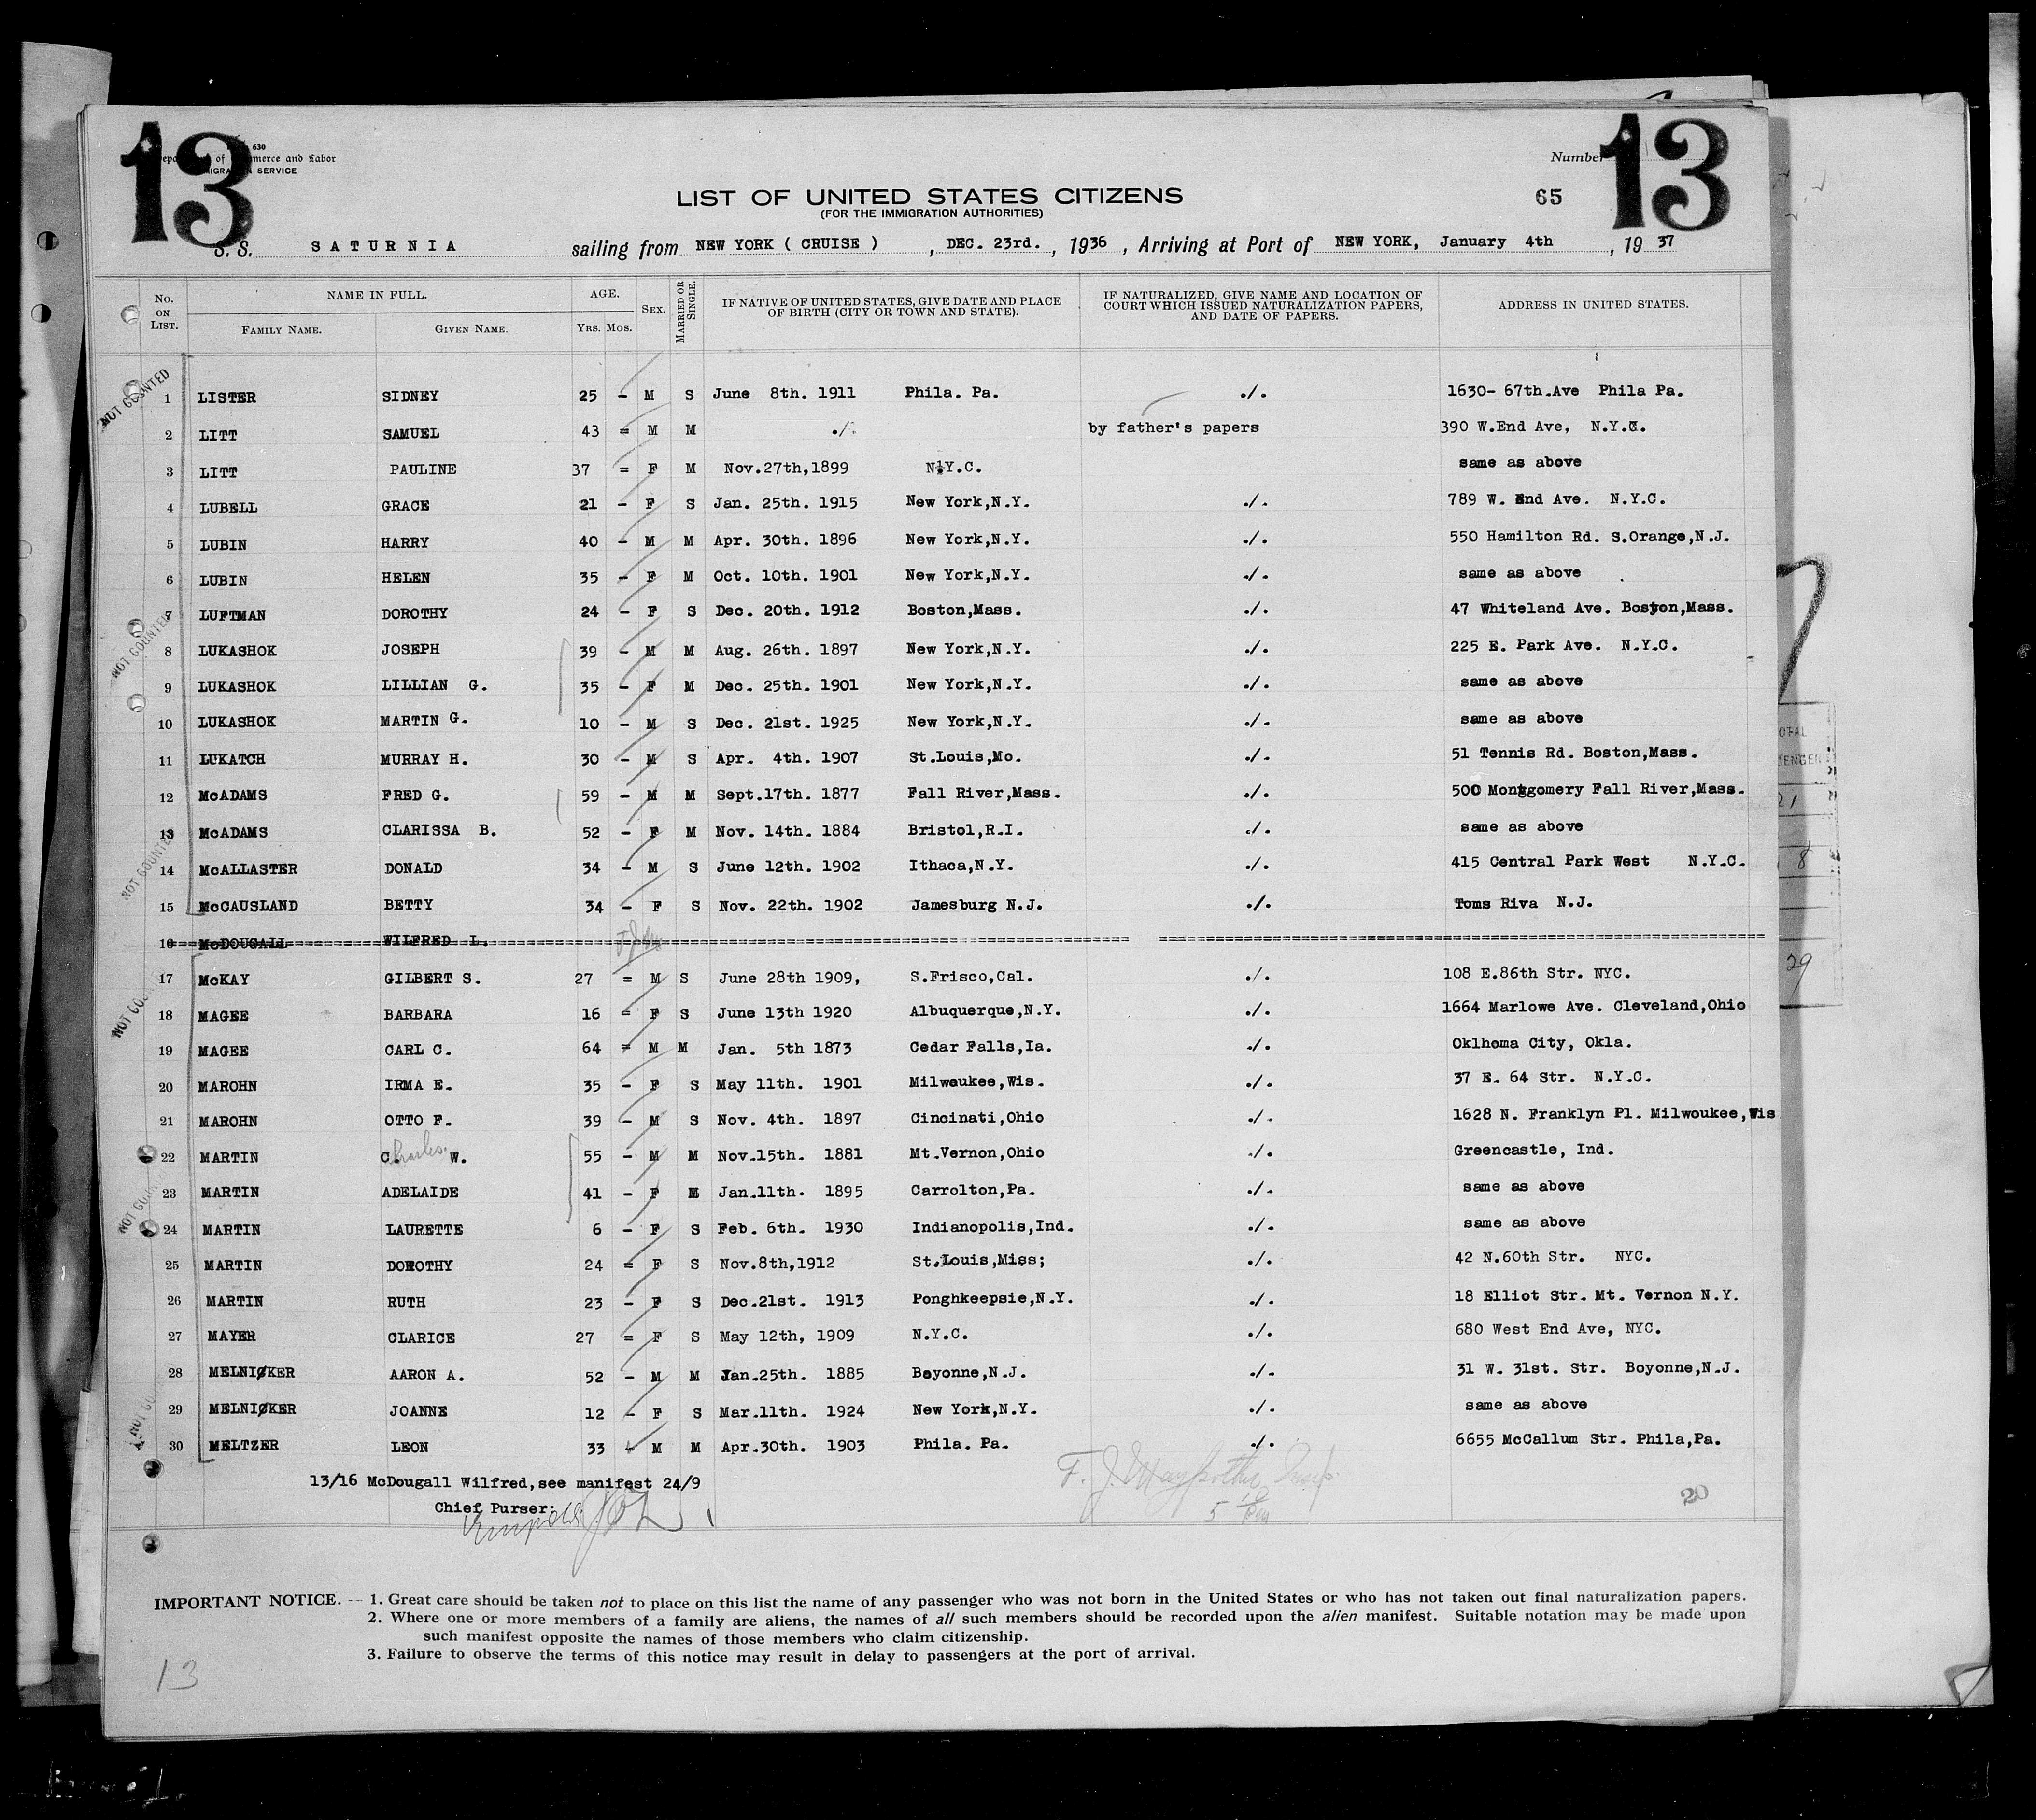 13
630
Department of Commerce and Labor
IMMIGRATION SERVICE
Number 13
LIST OF UNITED STATES CITIZENS
65
(FOR THE IMMIGRATION AUTHORITIES)
S. S. SATURNIA sailing from NEW YORK ( CRUISE ) , DEC. 23rd. , 1936 , Arriving at Port of NEW YORK, January 4th , 19 37
No. ON LIST. NAME IN FULL. FAMILY NAME. GIVEN NAME. AGE. YRS. MOS. SEX. MARRIED OR SINGLE. IF NATIVE OF UNITED STATES, GIVE DATE AND PLACE OF BIRTH (CITY OR TOWN AND STATE). IF NATURALIZED, GIVE NAME AND LOCATION OF COURT WHICH ISSUED NATURALIZATION PAPERS, AND DATE OF PAPERS. ADDRESS IN UNITED STATES.
NOT COUNTED
1 LISTER SIDNEY 25 - M S June 8th. 1911 Phila. Pa. ./. 1630- 67th.Ave Phila Pa.
2 LITT SAMUEL 43 = M M ./. by father's papers 390 W.End Ave, N.Y.C.
3 LITT PAULINE 37 = F M Nov.27th,1899 N.Y.C. same as above
4 LUBELL GRACE 21 - F S Jan. 25th. 1915 New York,N.Y. ./. 789 W. End Ave. N.Y.C.
5 LUBIN HARRY 40 - M M Apr. 30th. 1896 New York,N.Y. ./. 550 Hamilton Rd. S.Orange,N.J.
6 LUBIN HELEN 35 - F M Oct. 10th. 1901 New York,N.Y. ./. same as above
7 LUFTMAN DOROTHY 24 - F S Dec. 20th. 1912 Boston,Mass. ./. 47 Whiteland Ave. Boston,Mass.
NOT COUNTED
8 LUKASHOK JOSEPH 39 - M M Aug. 26th. 1897 New York,N.Y. ./. 225 E. Park Ave. N.Y.C.
9 LUKASHOK LILLIAN G. 35 - F M Dec. 25th. 1901 New York,N.Y. ./. same as above
10 LUKASHOK MARTIN G. 10 - M S Dec. 21st. 1925 New York,N.Y. ./. same as above
11 LUKATCH MURRAY H. 30 - M S Apr. 4th. 1907 St.Louis,Mo. ./. 51 Tennis Rd. Boston,Mass.
12 McADAMS FRED G. 59 - M M Sept.17th. 1877 Fall River,Mass. ./. 500 Montggomery Fall River,Mass.
13 McADAMS CLARISSA B. 52 - F M Nov. 14th. 1884 Bristol,R.I. ./. same as above
NOT COUNTED
14 McALLASTER DONALD 34 - M S June 12th. 1902 Ithaca,N.Y. ./. 415 Central Park West N.Y.C.
15 McCAUSLAND BETTY 34 - F S Nov. 22th. 1902 Jamesburg N.J. ./. Toms Riva N.J.
16 McDOUGALL WILFRED L.
17 McKAY GILBERT S. 27 = M S June 28th 1909, S.Frisco,Cal. ./. 108 E.86th Str. NYC.
18 MAGEE BARBARA 16 = F S June 13th 1920 Albuquerque,N.Y. ./. 1664 Marlowe Ave. Cleveland,Ohio
19 MAGEE CARL C. 64 = M M Jan. 5th 1873 Cedar Falls,Ia. ./. Oklhoma City, Okla.
20 MAROHN IRMA E. 35 - F S May 11th. 1901 Milwaukee,Wis. ./. 37 E. 64 Str. N.Y.C.
21 MAROHN OTTO F. 39 - M S Nov. 4th. 1897 Cincinati,Ohio ./. 1628 N. Franklyn Pl. Milwoukee,Wis
22 MARTIN Charles W. 55 - M M Nov.15th. 1881 Mt.Vernon,Ohio ./. Greencastle, Ind.
23 MARTIN ADELAIDE 41 - F M Jan.11th. 1895 Carrolton,Pa. ./. same as above
24 MARTIN LAURETTE 6 - F S Feb. 6th. 1930 Indianopolis,Ind. ./. same as above
25 MARTIN DOROTHY 24 = F S Nov.8th,1912 St.Louis,Miss; ./. 42 N.60th Str. NYC.
26 MARTIN RUTH 23 - F S Dec.21st. 1913 Ponghkeepsie,N.Y. ./. 18 Elliot Str. Mt. Vernon N.Y.
27 MAYER CLARICE 27 = F S May 12th, 1909 N.Y.C. ./. 680 West End Ave, NYC.
28 MELNICKER AARON A. 52 - M M Jan.25th. 1885 Bayonne,N.J. ./. 31 W. 31st. Str. Boyonne,N.J.
29 MELNICKER JOANNE 12 - F S Mar.11th. 1924 New York,N.Y. ./. same as above
30 MELTZER LEON 33 - M M Apr.30th. 1903 Phila. Pa. ./. 6655 McCallum Str. Phila,Pa.
13/16 McDougall Wilfred,see manifest 24/9
Chief Purser:
20
IMPORTANT NOTICE. -- 1. Great care should be taken not to place on this list the name of any passenger who was not born in the United States or who has not taken out final naturalization papers.
2. Where one or more members of a family are aliens, the names of all such members should be recorded upon the alien manifest. Suitable notation may be made upon
such manifest opposite the names of those members who claim citizenship.
3. Failure to observe the terms of this notice may result in delay to passengers at the port of arrival.
13